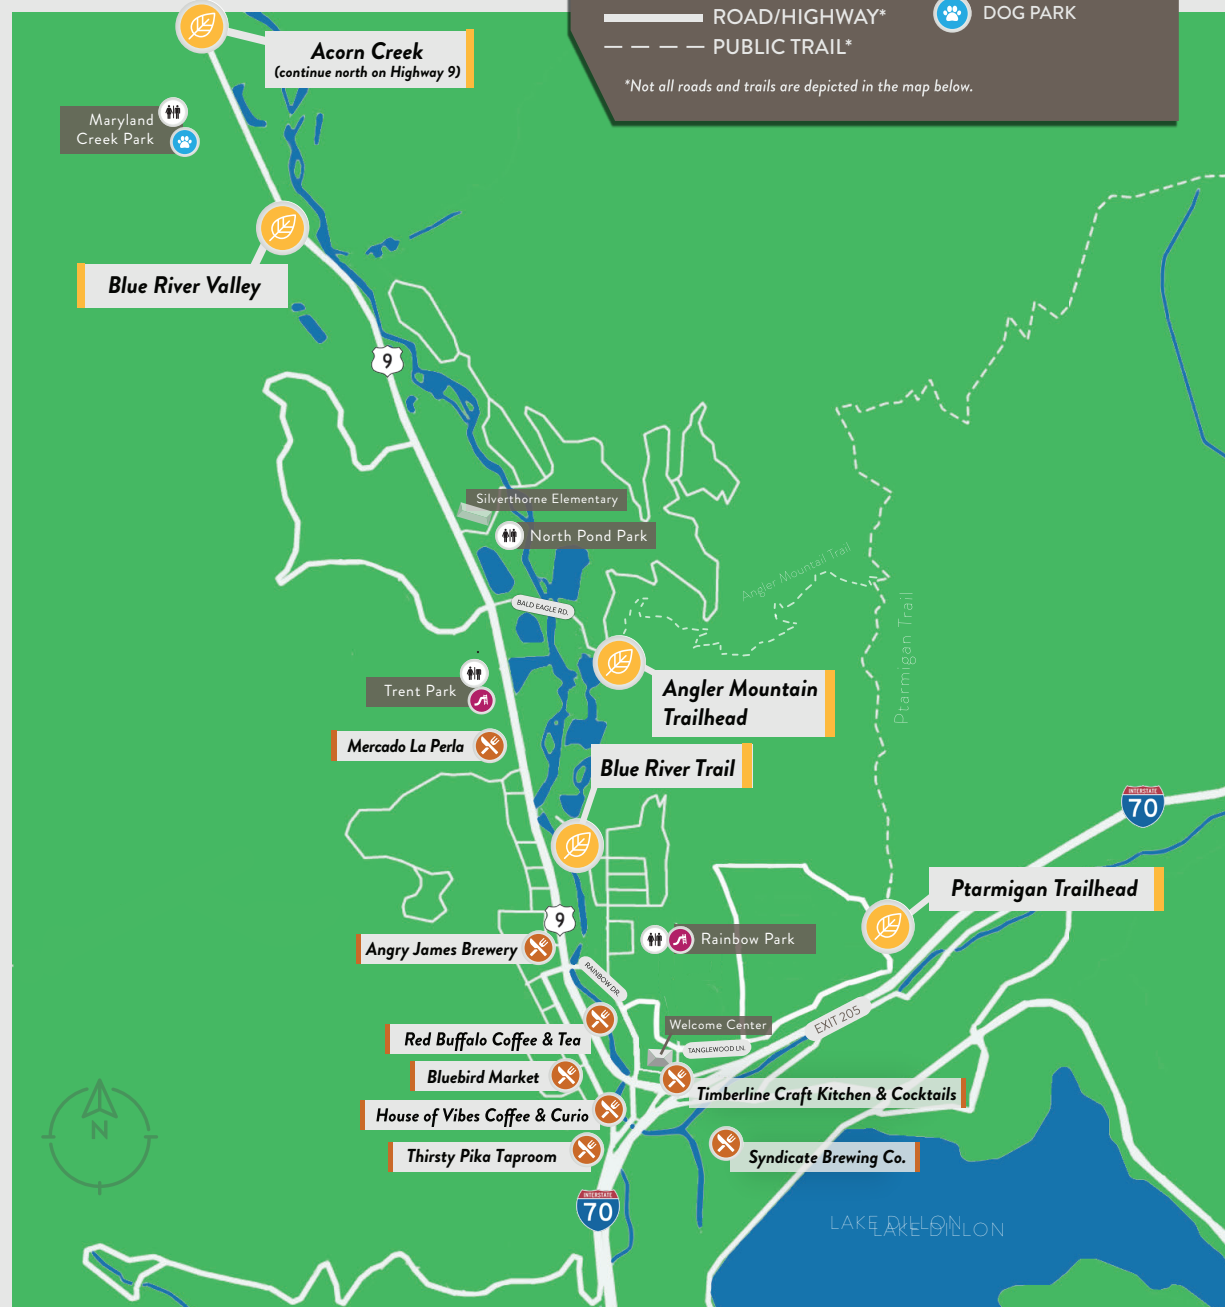 ROAD/HIGHWAY*
DOG PARK
PUBLIC TRAIL*
*Not all roads and trails are depicted in the map below.
Acorn Creek
(continue north on Highway 9)
Maryland
Creek Park
Blue River Valley
9
Silverthorne Elementary
North Pond Park
Angler Mountail Trail
BALD EAGLE RD.
Ptarmigan Trail
Trent Park
Angler Mountain
Trailhead
Mercado La Perla
Blue River Trail
INTERSTATE
70
Ptarmigan Trailhead
9
Angry James Brewery
Rainbow Park
RAINBOW DR.
EXIT 205
Welcome Center
Red Buffalo Coffee & Tea
TANGLEWOOD LN.
Bluebird Market
Timberline Craft Kitchen & Cocktails
House of Vibes Coffee & Curio
N
Thirsty Pika Taproom
Syndicate Brewing Co.
INTERSTATE
70
LAKE DILLON
LAKE DILLON